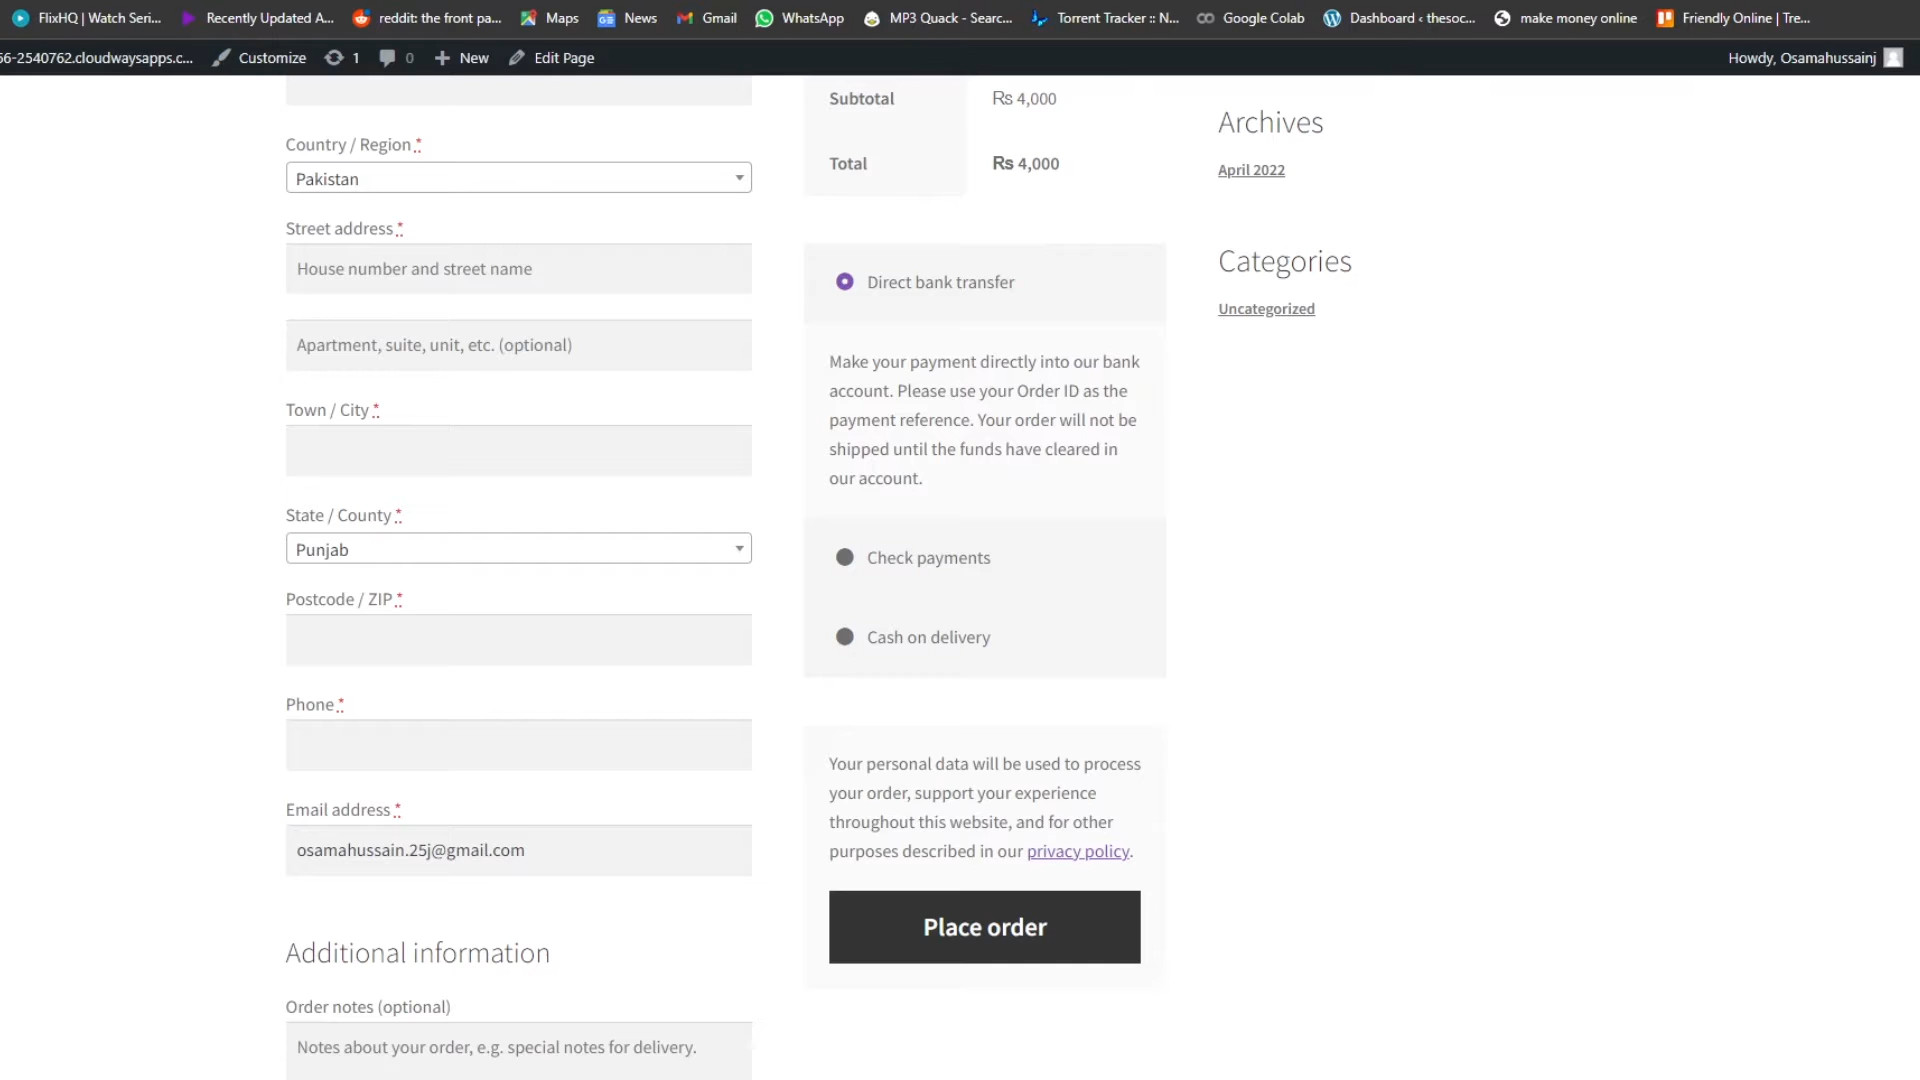 FlixHQ | Watch Seri...
Recently Updated A...
reddit: the front pa...
Maps
News
Gmail
WhatsApp
MP3 Quack - Searc...
Torrent Tracker :: N...
Google Colab
Dashboard ‹ thesoc...
make money online
Friendly Online | Tre...
56-2540762.cloudwaysapps.c...
Customize
1
0
New
Edit Page
Howdy, Osamahussainj
Country / Region *
Pakistan
Street address *
House number and street name
Apartment, suite, unit, etc. (optional)
Town / City *
State / County *
Punjab
Postcode / ZIP *
Phone *
Email address *
osamahussain.25j@gmail.com
Additional information
Order notes (optional)
Notes about your order, e.g. special notes for delivery.
Subtotal
₨ 4,000
Total
₨ 4,000
Direct bank transfer
Make your payment directly into our bank
account. Please use your Order ID as the
payment reference. Your order will not be
shipped until the funds have cleared in
our account.
Check payments
Cash on delivery
Your personal data will be used to process
your order, support your experience
throughout this website, and for other
purposes described in our privacy policy.
Place order
Archives
April 2022
Categories
Uncategorized